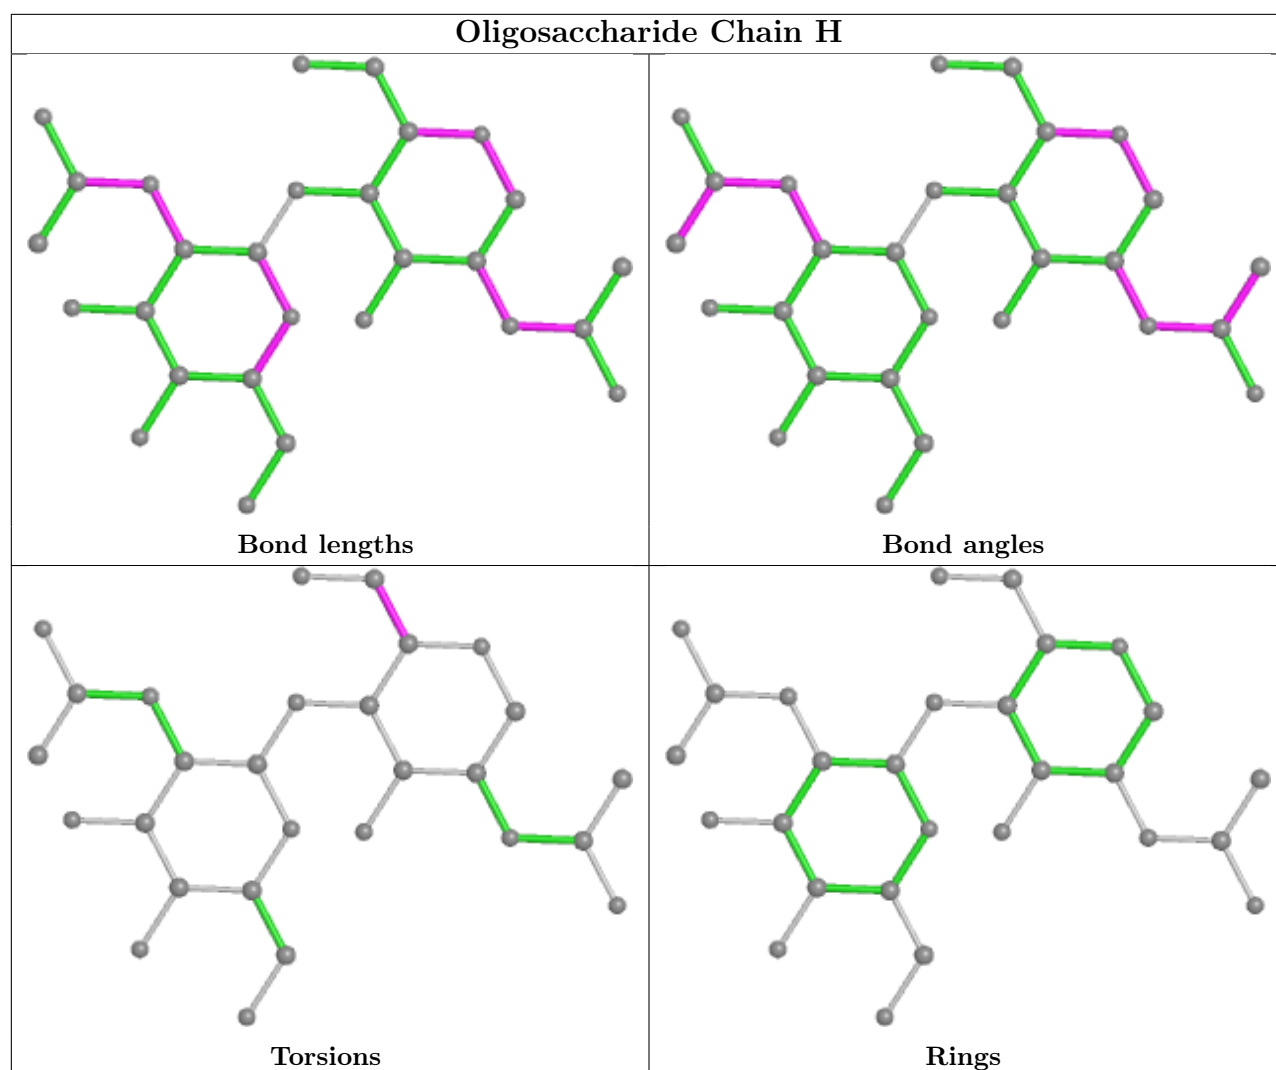 Oligosaccharide Chain H
Bond lengths
Bond angles
Torsions
Rings